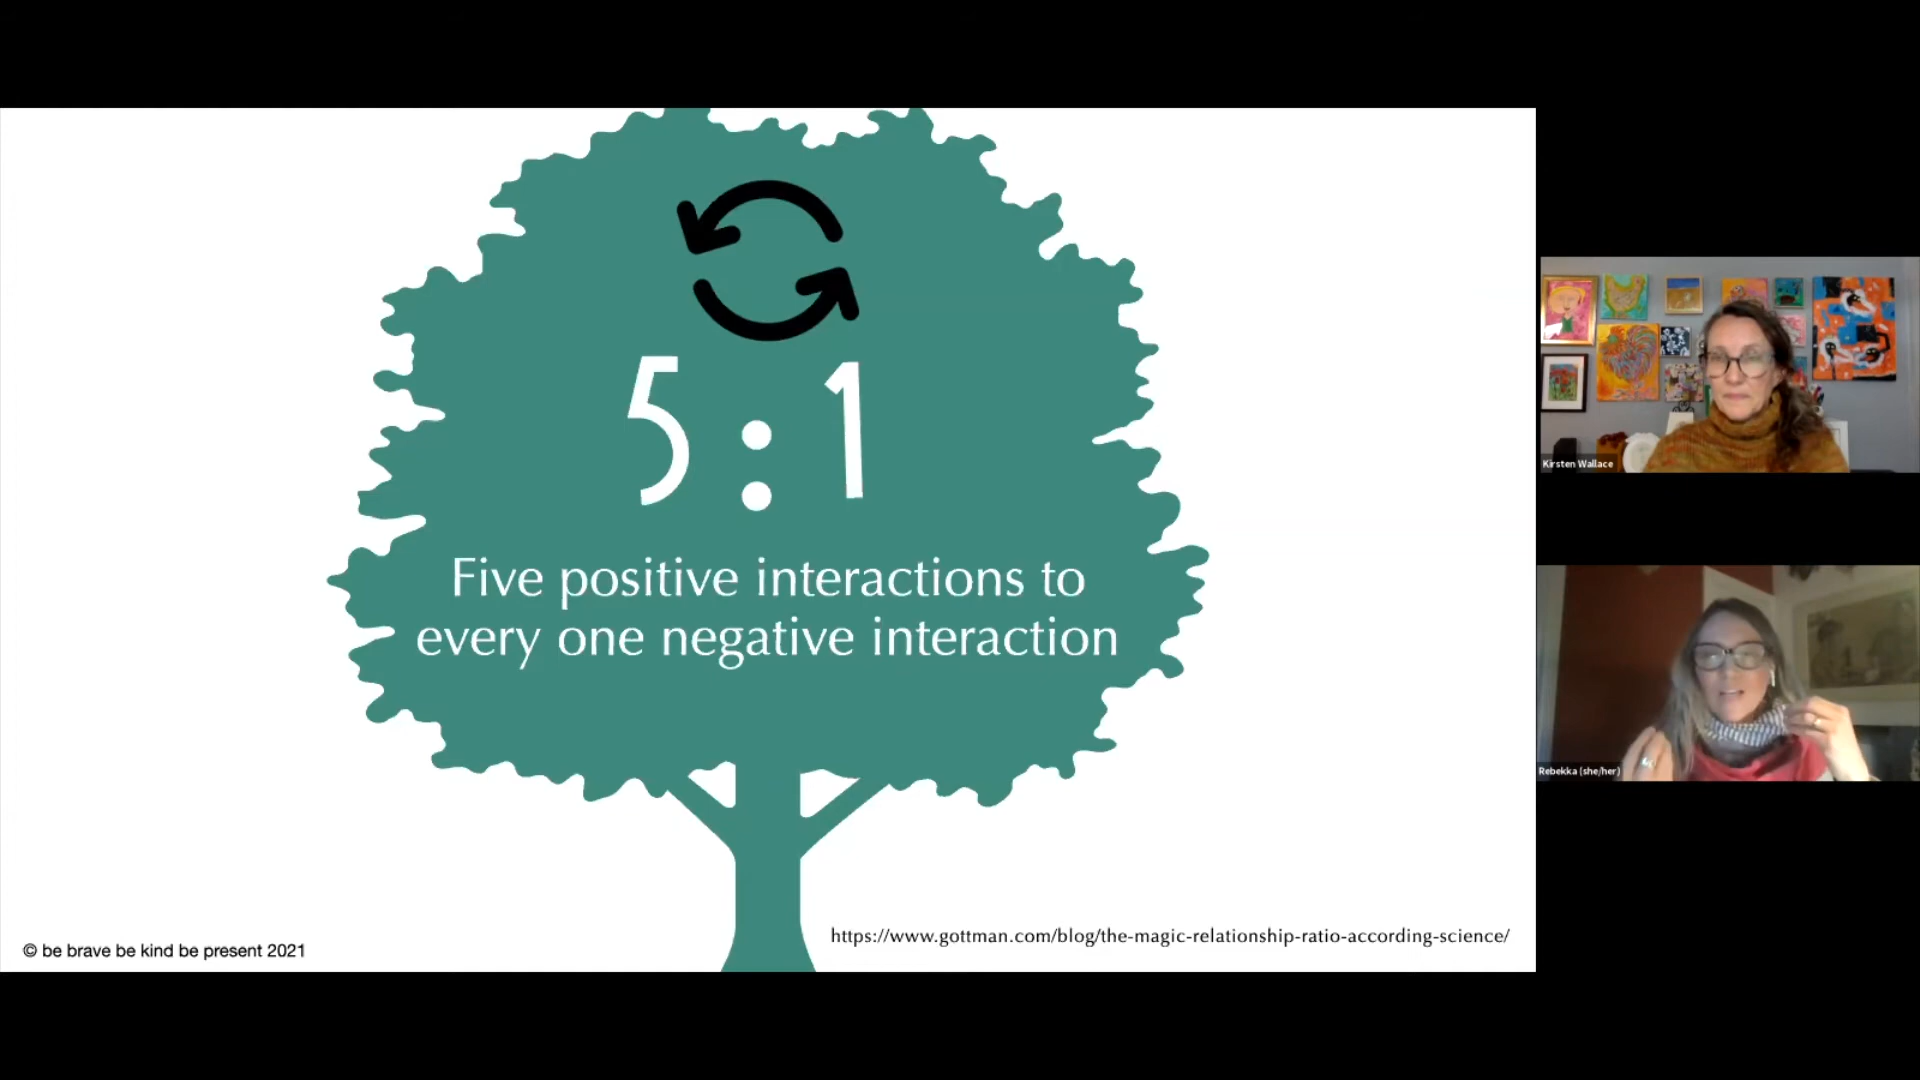 5 : 1
Five positive interactions to
every one negative interaction
https://www.gottman.com/blog/the-magic-relationship-ratio-according-science/
© be brave be kind be present 2021
Kirsten Wallace
Rebekka (she/her)